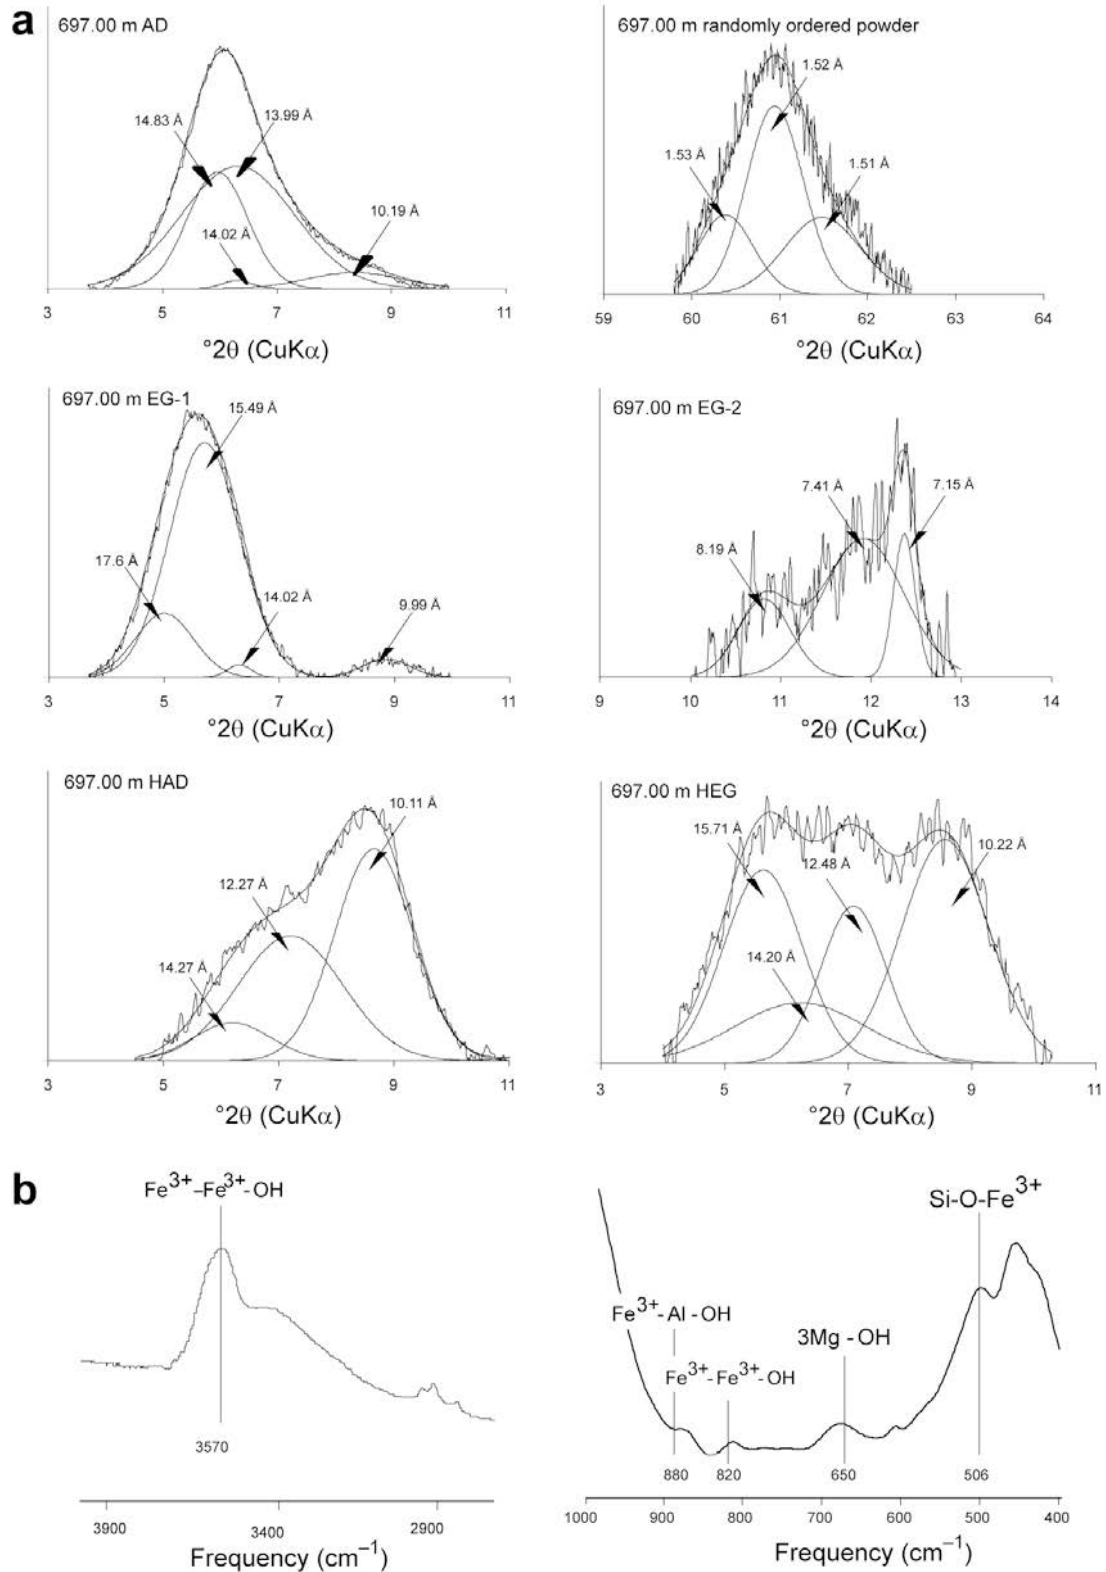 a
697.00 m AD
14.83 Å
13.99 Å
14.02 Å
10.19 Å
3 5 7 9 11
°2θ (CuKα)
697.00 m randomly ordered powder
1.52 Å
1.53 Å
1.51 Å
59 60 61 62 63 64
°2θ (CuKα)
697.00 m EG-1
15.49 Å
17.6 Å
14.02 Å
9.99 Å
3 5 7 9 11
°2θ (CuKα)
697.00 m EG-2
7.41 Å
7.15 Å
8.19 Å
9 10 11 12 13 14
°2θ (CuKα)
697.00 m HAD
10.11 Å
12.27 Å
14.27 Å
3 5 7 9 11
°2θ (CuKα)
697.00 m HEG
15.71 Å
12.48 Å
10.22 Å
14.20 Å
3 5 7 9 11
°2θ (CuKα)
b
Fe³⁺–Fe³⁺-OH
3570
3900 3400 2900
Frequency (cm⁻¹)
Si-O-Fe³⁺
Fe³⁺-Al-OH
3Mg-OH
Fe³⁺-Fe³⁺-OH
880 820 650 506
1000 900 800 700 600 500 400
Frequency (cm⁻¹)